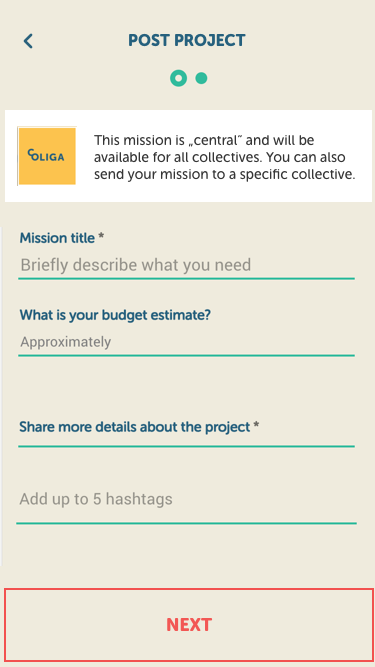 POST PROJECT
COLIGA
This mission is „central“ and will be
available for all collectives. You can also
send your mission to a specific collective.
Mission title *
Briefly describe what you need
What is your budget estimate?
Approximately
Share more details about the project *
Add up to 5 hashtags
NEXT